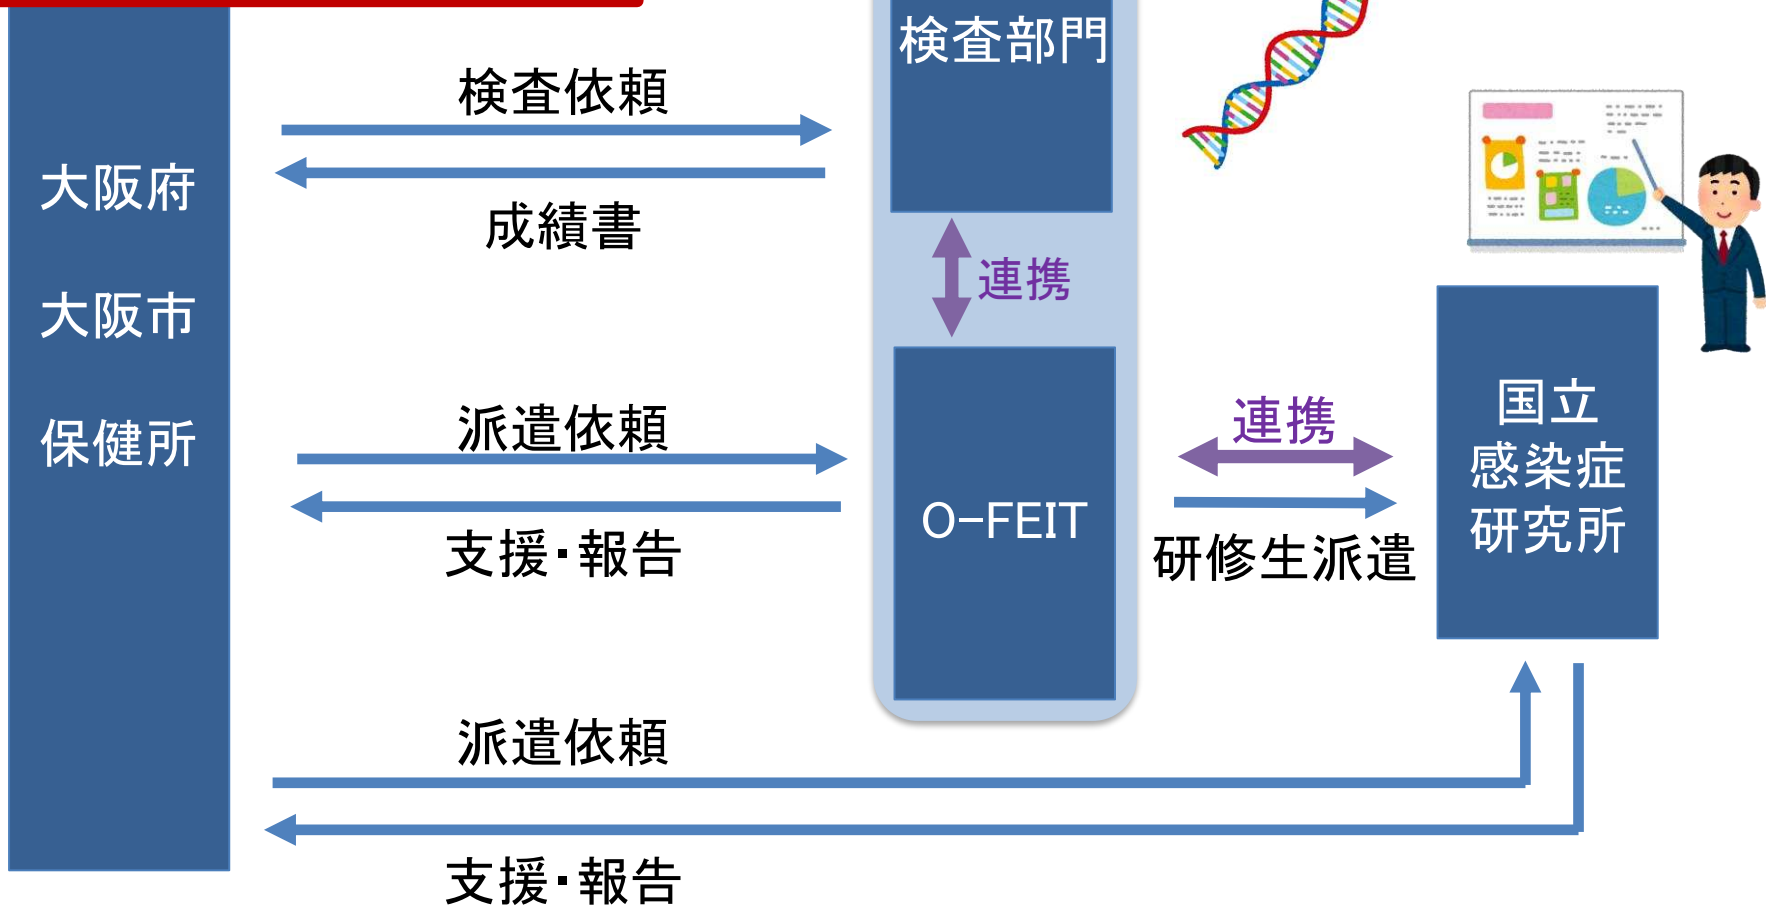 検査部門
検査依頼
成績書
大阪府
大阪市
保健所
連携
派遣依頼
支援・報告
O−FEIT
連携
研修生派遣
国立
感染症
研究所
派遣依頼
支援・報告